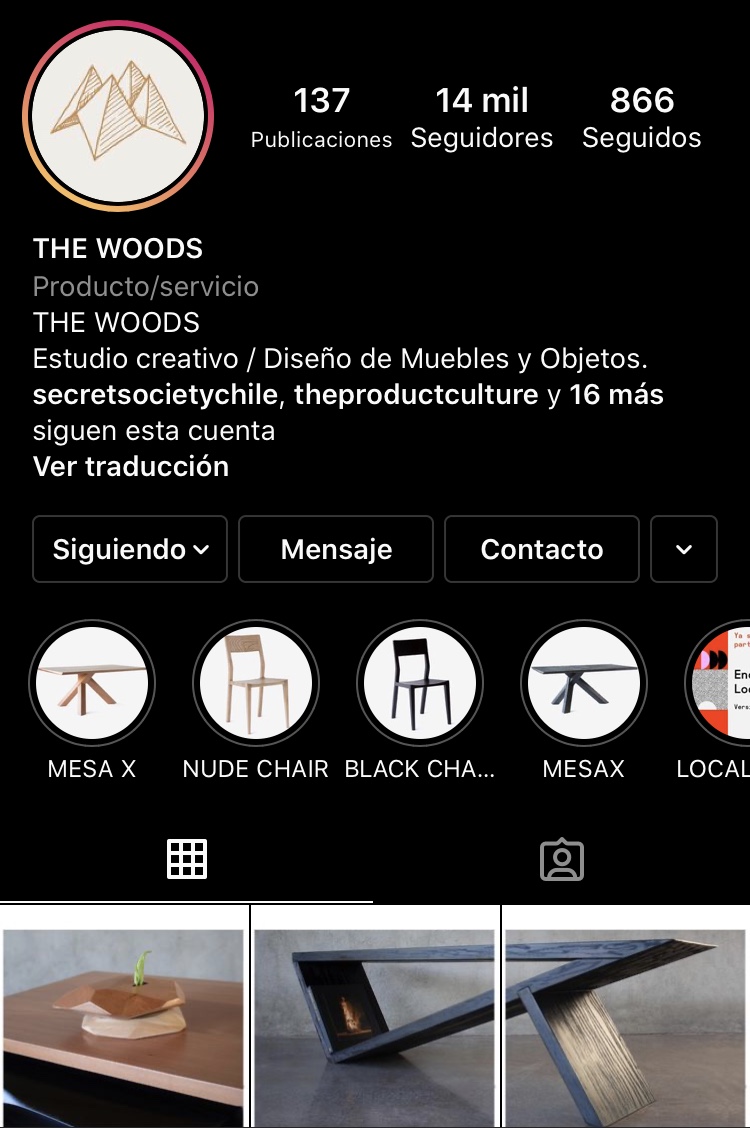 137 14 mil 866
Publicaciones Seguidores Seguidos
THE WOODS
Producto/servicio
THE WOODS
Estudio creativo / Diseño de Muebles y Objetos.
secretsocietychile, theproductculture y 16 más
siguen esta cuenta
Ver traducción
Siguiendo Mensaje Contacto
MESA X NUDE CHAIR BLACK CHA... MESAX LOCAL